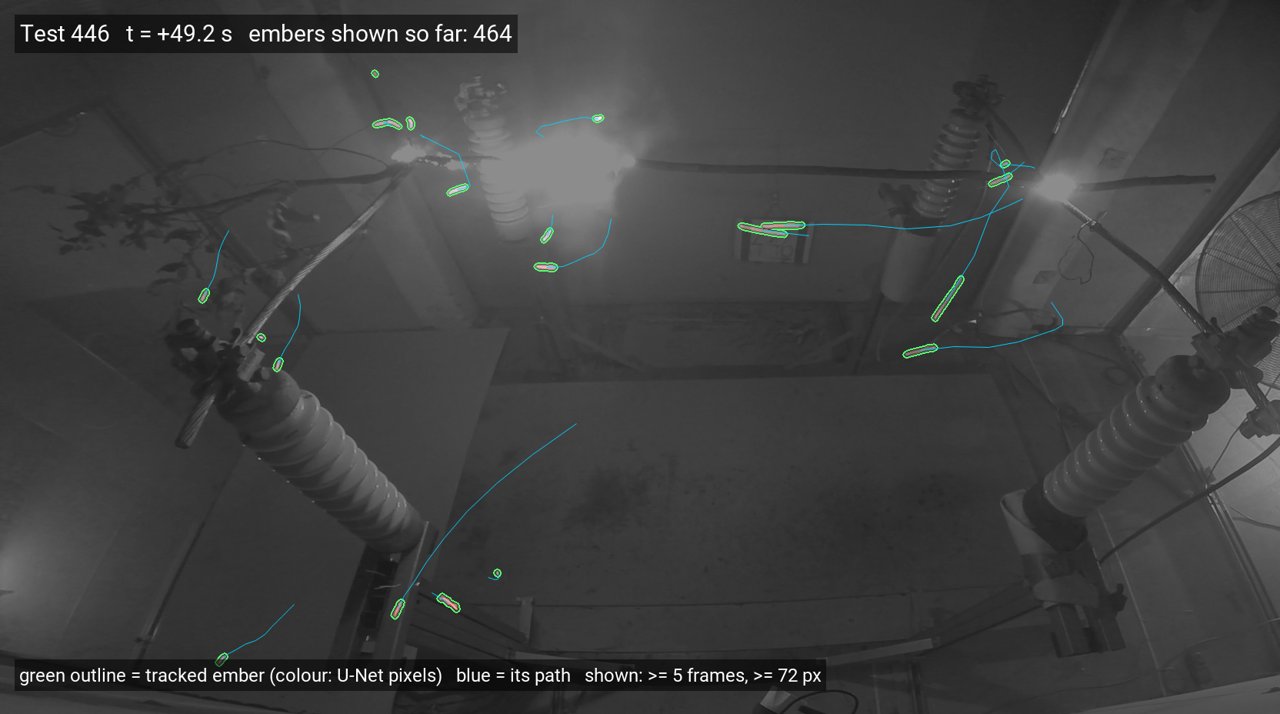 Test 446 t = +49.2 s embers shown so far: 464
green outline = tracked ember (colour: U-Net pixels) blue = its path shown: >= 5 frames, >= 72 px